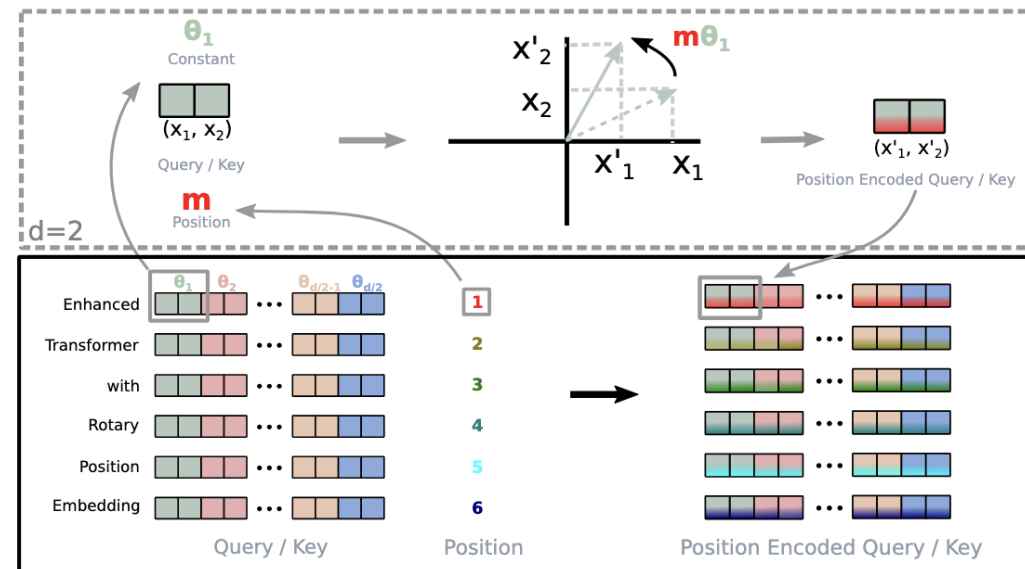 θ₁
Constant
(x₁, x₂)
Query / Key
m
Position
d=2
x'₂
x₂
x'₁
x₁
mθ₁
(x'₁, x'₂)
Position Encoded Query / Key
θ₁ θ₂ θd/2-1 θd/2
Enhanced ••• 1 •••
Transformer ••• 2 •••
with ••• 3 •••
Rotary ••• 4 •••
Position ••• 5 •••
Embedding ••• 6 •••
Query / Key Position Position Encoded Query / Key